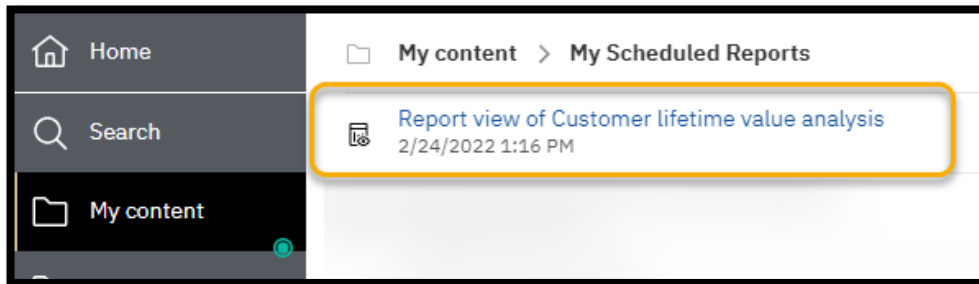 Home
My content > My Scheduled Reports
Search
Report view of Customer lifetime value analysis
2/24/2022 1:16 PM
My content